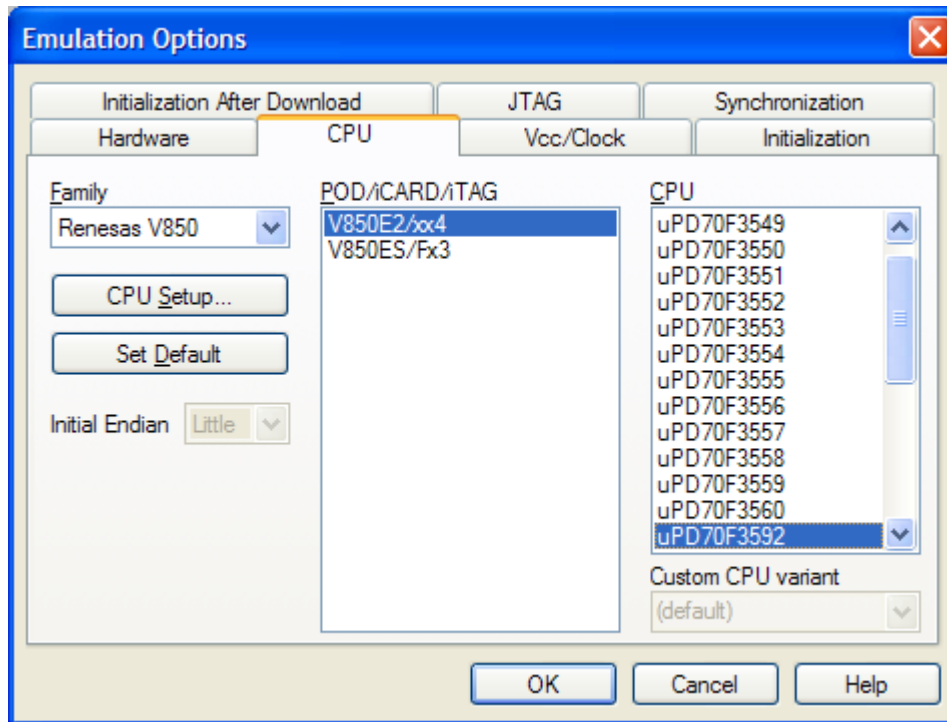 Emulation Options
Initialization After Download
JTAG
Synchronization
Hardware
CPU
Vcc/Clock
Initialization
Family
Renesas V850
CPU Setup...
Set Default
Initial Endian
Little
POD/iCARD/iTAG
V850E2/xx4
V850ES/Fx3
CPU
uPD70F3549
uPD70F3550
uPD70F3551
uPD70F3552
uPD70F3553
uPD70F3554
uPD70F3555
uPD70F3556
uPD70F3557
uPD70F3558
uPD70F3559
uPD70F3560
uPD70F3592
Custom CPU variant
(default)
OK
Cancel
Help